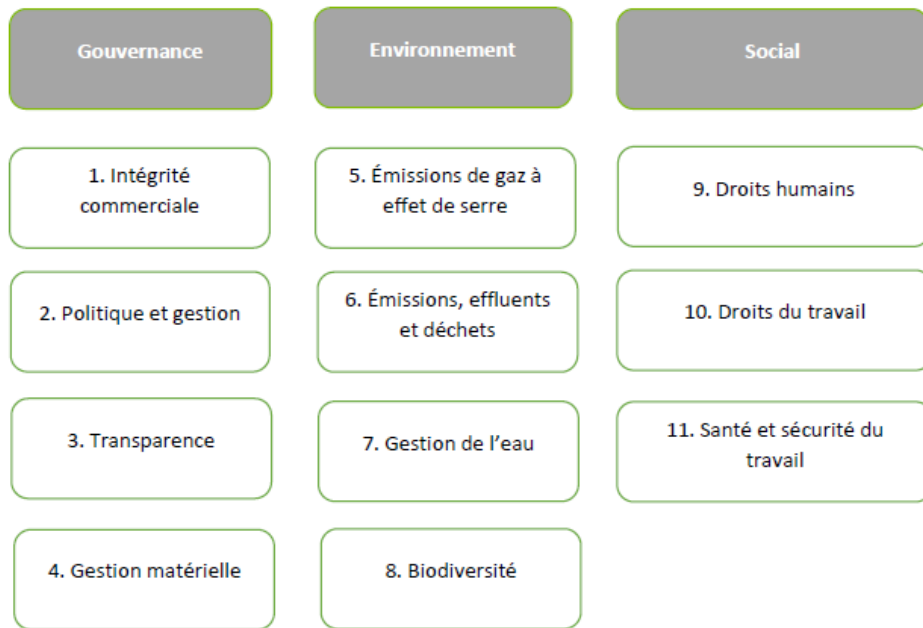 Gouvernance
Environnement
Social
1. Intégrité
commerciale
5. Émissions de gaz à
effet de serre
9. Droits humains
2. Politique et gestion
6. Émissions, effluents
et déchets
10. Droits du travail
3. Transparence
7. Gestion de l’eau
11. Santé et sécurité du
travail
4. Gestion matérielle
8. Biodiversité